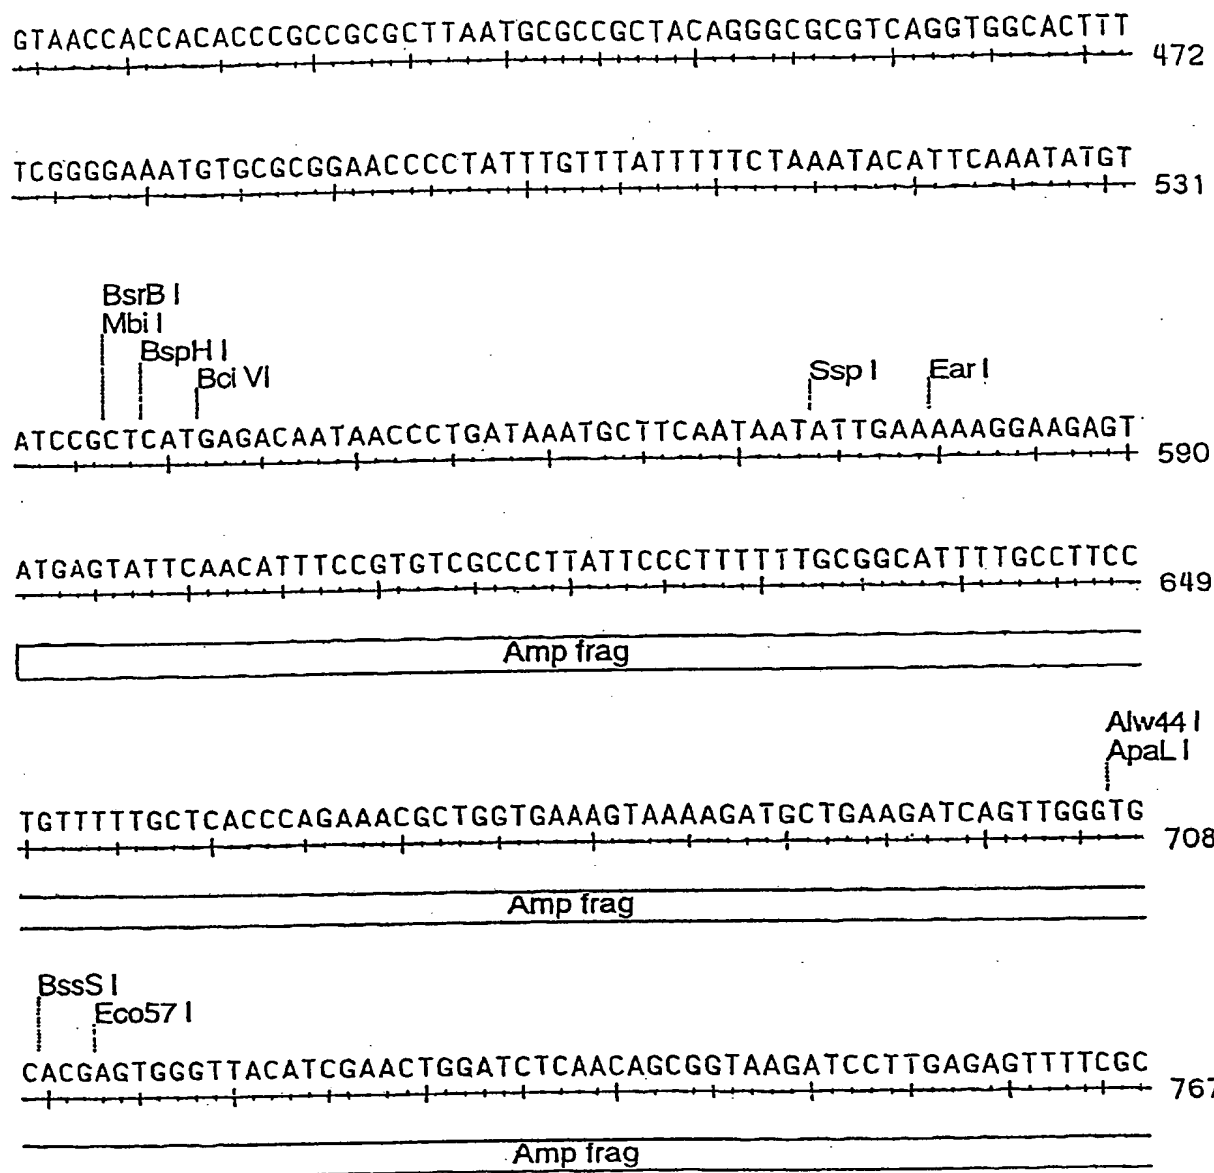 GTAACCACCACACCCGCCGCGCTTAATGCGCCGCTACAGGGCGCGTCAGGTGGCACTTT 472
TCGGGGAAATGTGCGCGGAACCCCTATTTGTTTATTTTTCTAAATACATTCAAATATGT 531
BsrB I
Mbi I
BspH I
Bci VI
Ssp I
Ear I
ATCCGCTCATGAGACAATAACCCTGATAAATGCTTCAATAATATTGAAAAAGGAAGAGT 590
ATGAGTATTCAACATTTCCGTGTCGCCCTTATTCCCTTTTTTGCGGCATTTTGCCTTCC 649
Amp frag
Alw44 I
ApaL I
TGTTTTTGCTCACCCAGAAACGCTGGTGAAAGTAAAAGATGCTGAAGATCAGTTGGGTG 708
Amp frag
BssS I
Eco57 I
CACGAGTGGGTTACATCGAACTGGATCTCAACAGCGGTAAGATCCTTGAGAGTTTTCGC 767
Amp frag